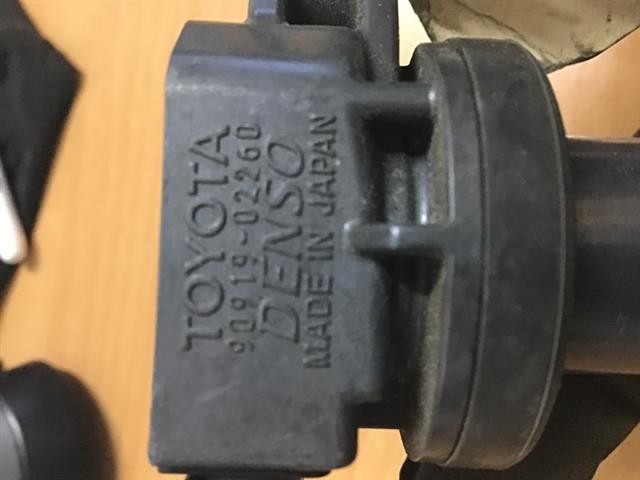 TOYOTA
90919-02260
DENSO
MADE IN JAPAN